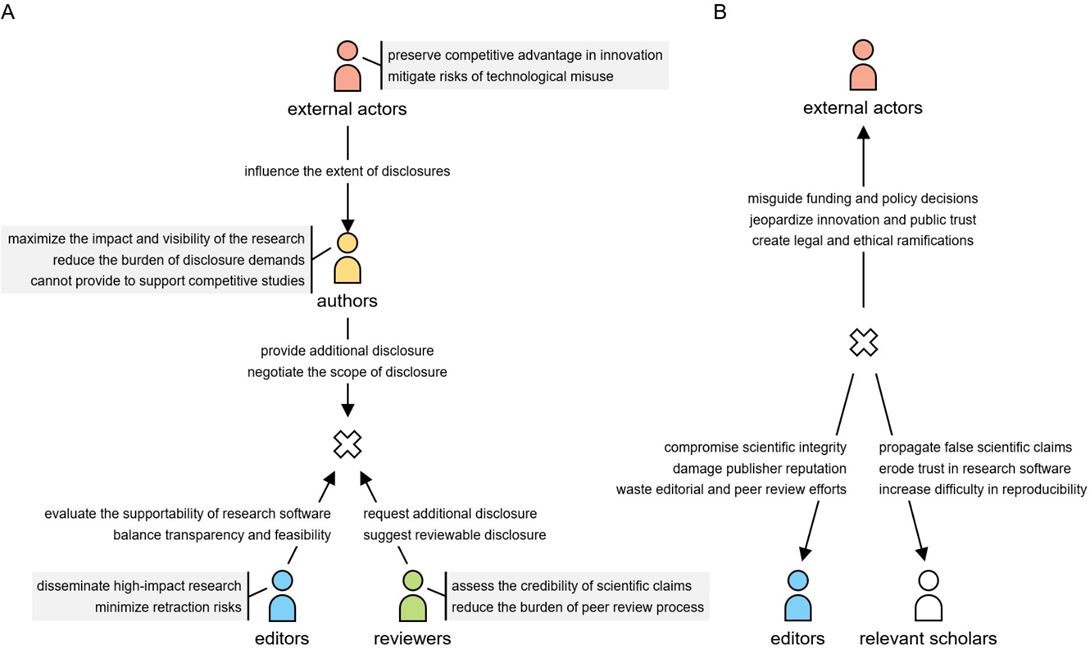 A
preserve competitive advantage in innovation
mitigate risks of technological misuse
external actors
influence the extent of disclosures
maximize the impact and visibility of the research
reduce the burden of disclosure demands
cannot provide to support competitive studies
authors
provide additional disclosure
negotiate the scope of disclosure
evaluate the supportability of research software
balance transparency and feasibility
request additional disclosure
suggest reviewable disclosure
disseminate high-impact research
minimize retraction risks
editors
assess the credibility of scientific claims
reduce the burden of peer review process
reviewers
B
external actors
misguide funding and policy decisions
jeopardize innovation and public trust
create legal and ethical ramifications
compromise scientific integrity
damage publisher reputation
waste editorial and peer review efforts
propagate false scientific claims
erode trust in research software
increase difficulty in reproducibility
editors
relevant scholars